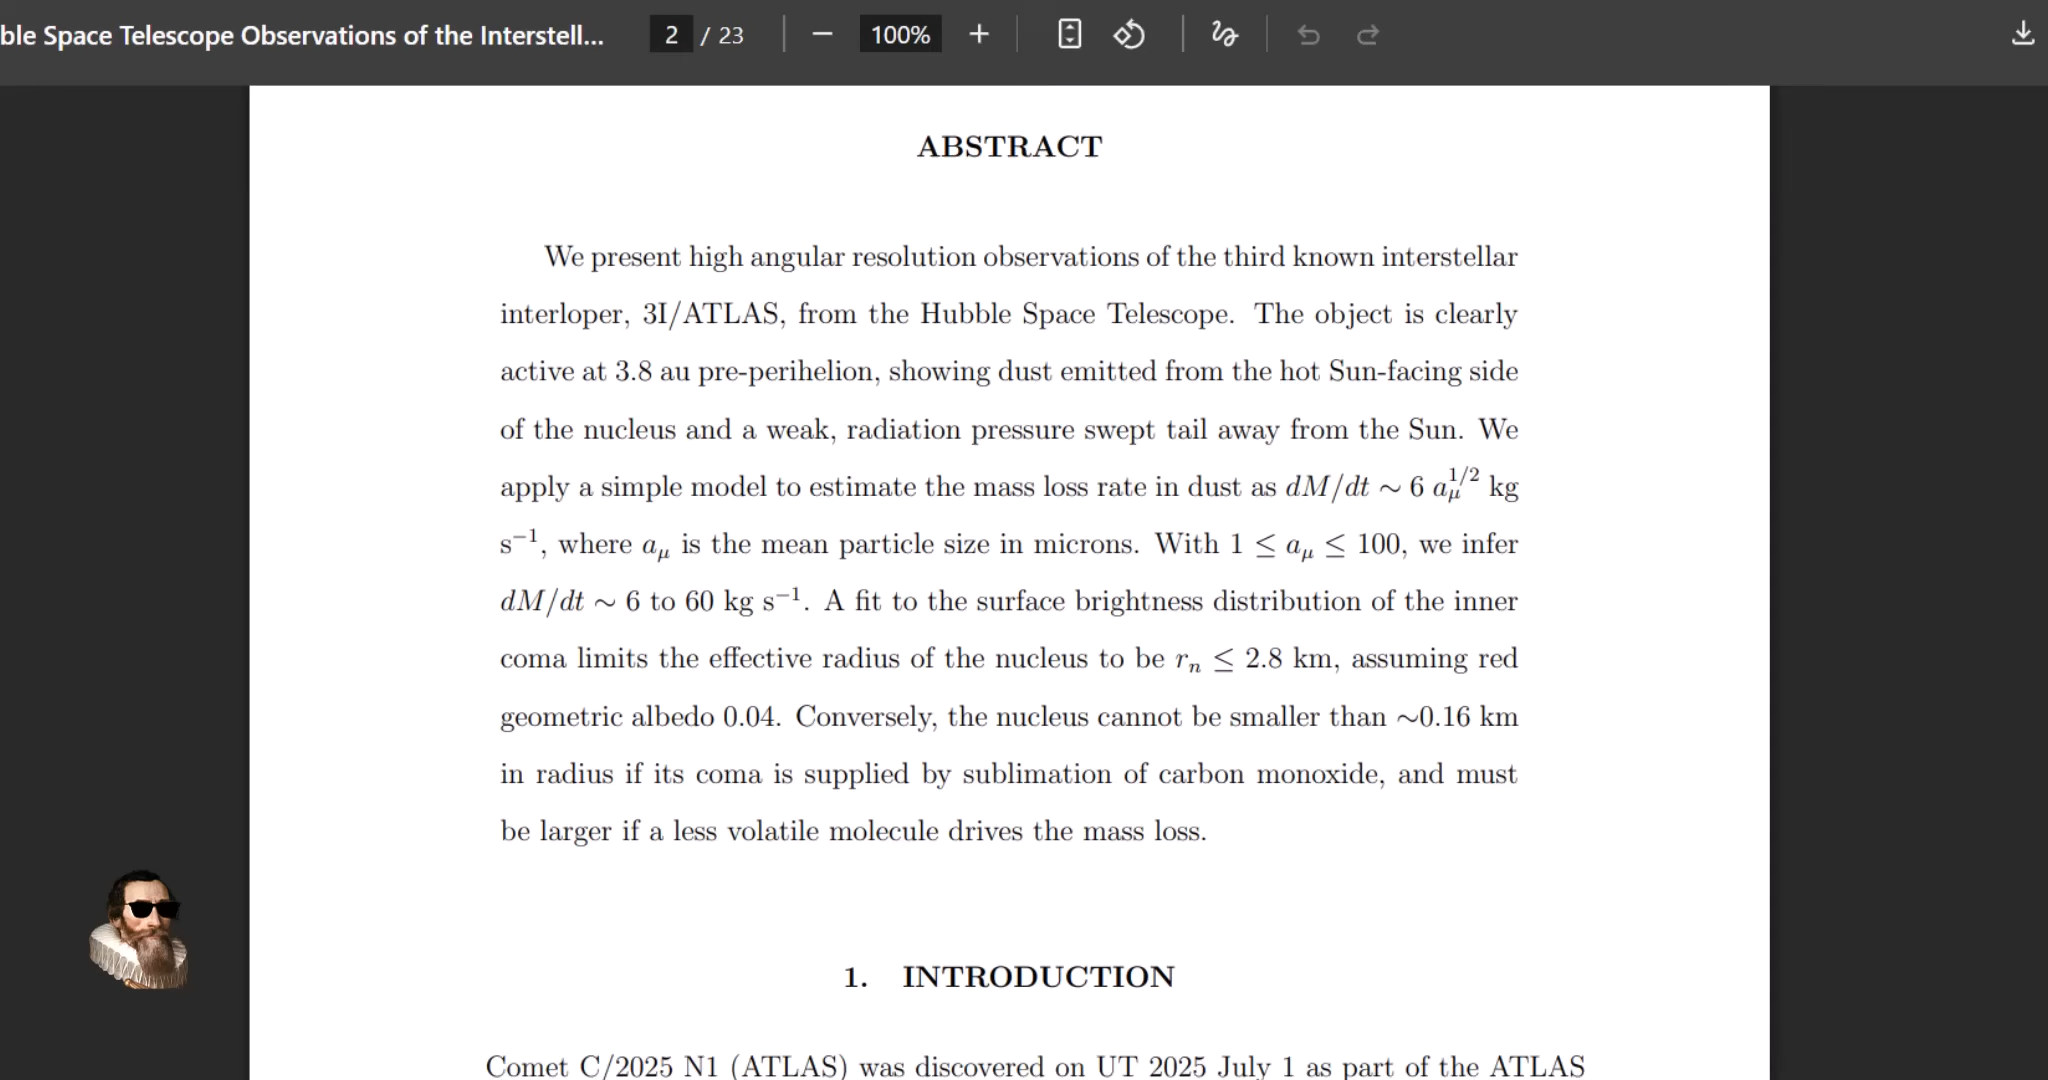 ble Space Telescope Observations of the Interstell...
2 / 23
100%
ABSTRACT
We present high angular resolution observations of the third known interstellar
interloper, 3I/ATLAS, from the Hubble Space Telescope. The object is clearly
active at 3.8 au pre-perihelion, showing dust emitted from the hot Sun-facing side
of the nucleus and a weak, radiation pressure swept tail away from the Sun. We
apply a simple model to estimate the mass loss rate in dust as dM/dt ∼ 6 a_μ^{1/2} kg
s⁻¹, where a_μ is the mean particle size in microns. With 1 ≤ a_μ ≤ 100, we infer
dM/dt ∼ 6 to 60 kg s⁻¹. A fit to the surface brightness distribution of the inner
coma limits the effective radius of the nucleus to be r_n ≤ 2.8 km, assuming red
geometric albedo 0.04. Conversely, the nucleus cannot be smaller than ∼0.16 km
in radius if its coma is supplied by sublimation of carbon monoxide, and must
be larger if a less volatile molecule drives the mass loss.
1. INTRODUCTION
Comet C/2025 N1 (ATLAS) was discovered on UT 2025 July 1 as part of the ATLAS